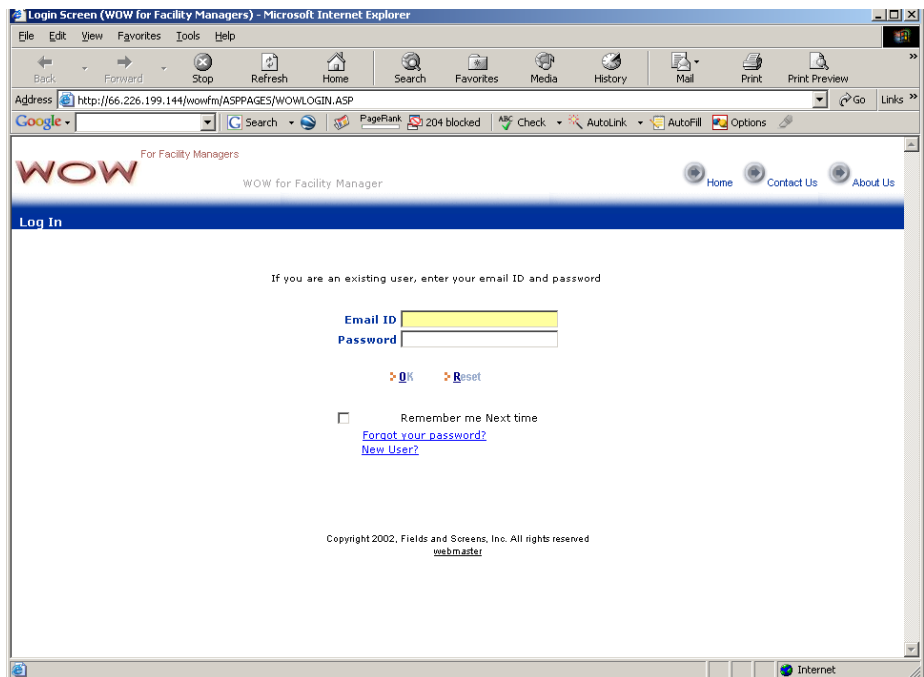 Login Screen (WOW for Facility Managers) - Microsoft Internet Explorer
File Edit View Favorites Tools Help
Back Forward Stop Refresh Home Search Favorites Media History Mail Print Print Preview »
Address http://66.226.199.144/wowfm/ASPPAGES/WOWLOGIN.ASP Go Links »
Google Search PageRank 204 blocked ABC Check AutoLink AutoFill Options
WOW For Facility Managers
WOW for Facility Manager
Home Contact Us About Us
Log In
If you are an existing user, enter your email ID and password
Email ID
Password
OK Reset
Remember me Next time
Forgot your password?
New User?
Copyright 2002, Fields and Screens, Inc. All rights reserved
webmaster
Internet